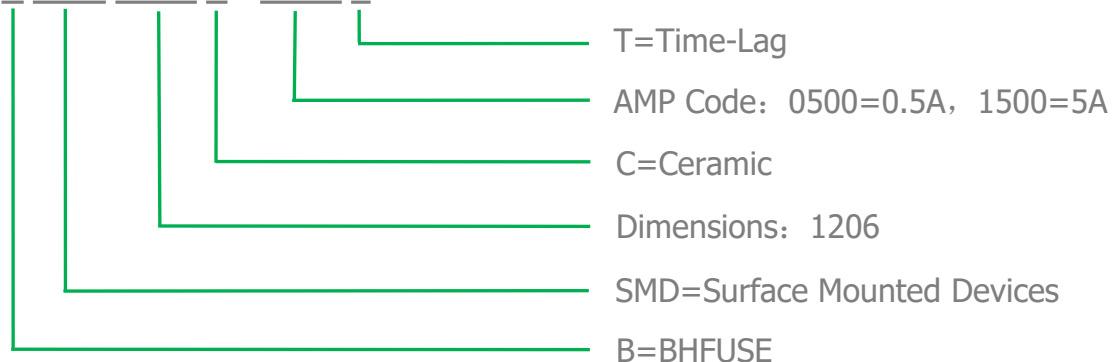 T=Time-Lag
AMP Code：0500=0.5A，1500=5A
C=Ceramic
Dimensions：1206
SMD=Surface Mounted Devices
B=BHFUSE